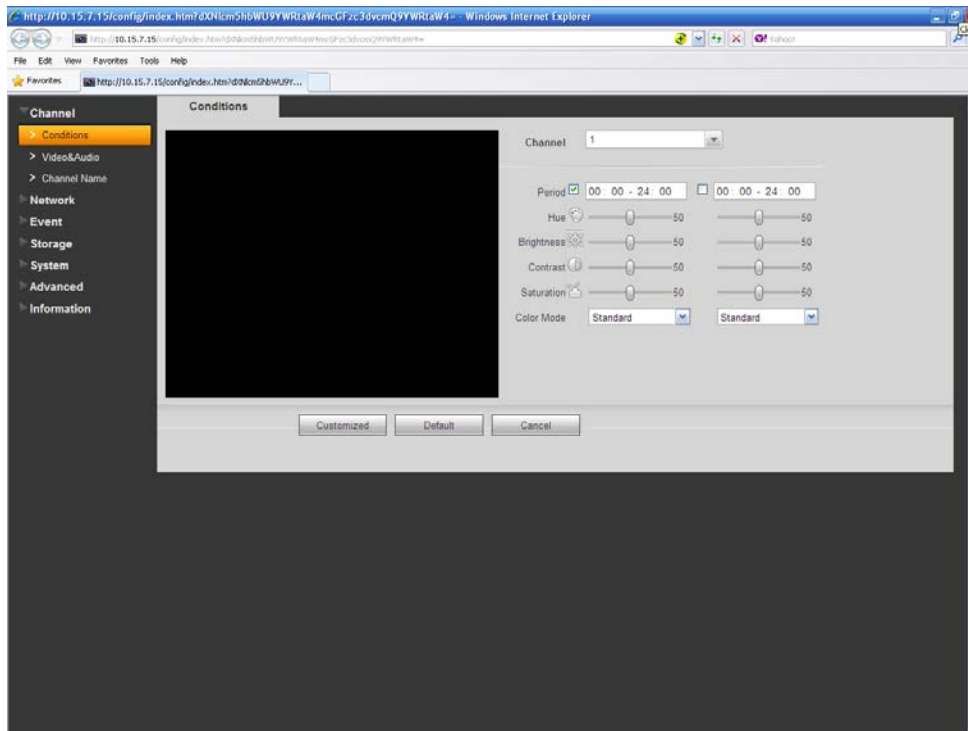 http://10.15.7.15/config/index.htm?dXNlcm5hbWU9YWRtaW4mcGFzc3dvcmQ9YWRtaW4= - Windows Internet Explorer
Yahoo!
File Edit View Favorites Tools Help
Favorites
Channel
Conditions
Conditions
Video&Audio
Channel Name
Network
Event
Storage
System
Advanced
Information
Channel 1
Period 00 : 00 - 24 : 00 00 : 00 - 24 : 00
Hue 50 50
Brightness 50 50
Contrast 50 50
Saturation 50 50
Color Mode Standard Standard
Customized Default Cancel